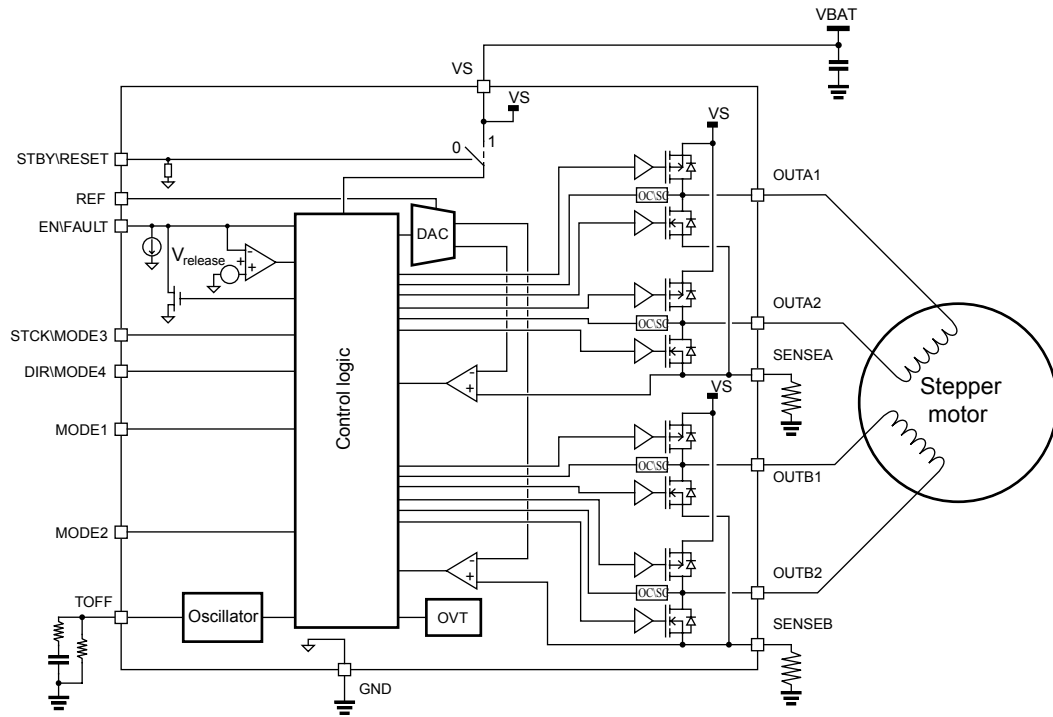 VBAT
VS
VS
VS
0
1
STBY\RESET
REF
EN\FAULT
OUTA1
OC\SC
DAC
Vrelease
-
+
+
OUTA2
OC\SC
STCK\MODE3
DIR\MODE4
SENSEA
-
+
VS
Control logic
Stepper
motor
MODE1
OC\SC
OUTB1
MODE2
-
+
OUTB2
OC\SC
TOFF
Oscillator
OVT
SENSEB
GND